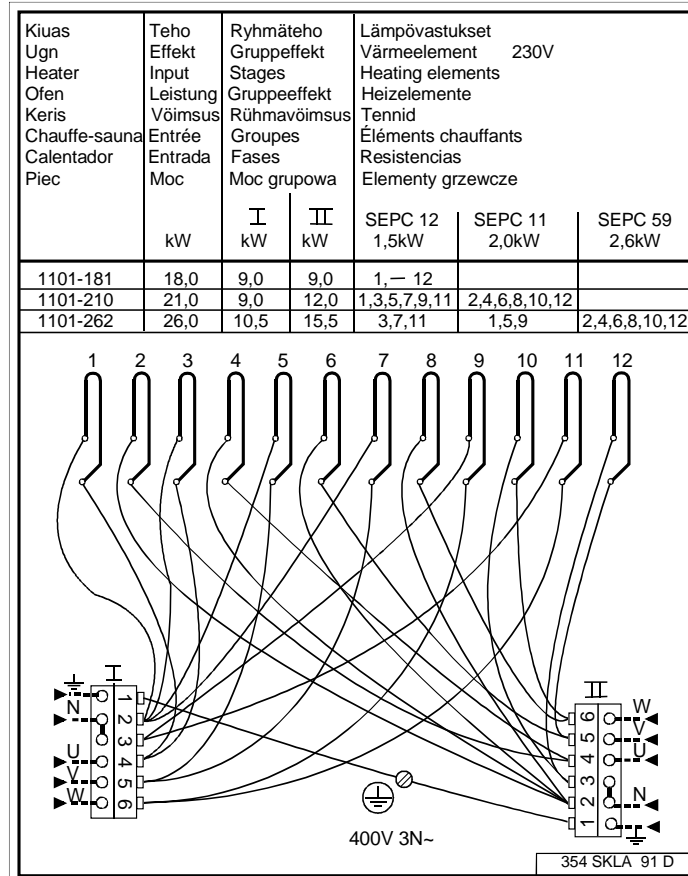 Kiuas Teho Ryhmäteho Lämpövastukset
Ugn Effekt Gruppeffekt Värmeelement 230V
Heater Input Stages Heating elements
Ofen Leistung Gruppeeffekt Heizelemente
Keris Vöimsus Rühmavöimsus Tennid
Chauffe-sauna Entrée Groupes Éléments chauffants
Calentador Entrada Fases Resistencias
Piec Moc Moc grupowa Elementy grzewcze
I II SEPC 12 SEPC 11 SEPC 59
kW kW kW 1,5kW 2,0kW 2,6kW
1101-181 18,0 9,0 9,0 1,— 12
1101-210 21,0 9,0 12,0 1,3,5,7,9,11 2,4,6,8,10,12
1101-262 26,0 10,5 15,5 3,7,11 1,5,9 2,4,6,8,10,12
1 2 3 4 5 6 7 8 9 10 11 12
I
N
U
V
W
1
2
3
4
5
6
II
W
V
U
N
6
5
4
3
2
1
400V 3N~
354 SKLA 91 D